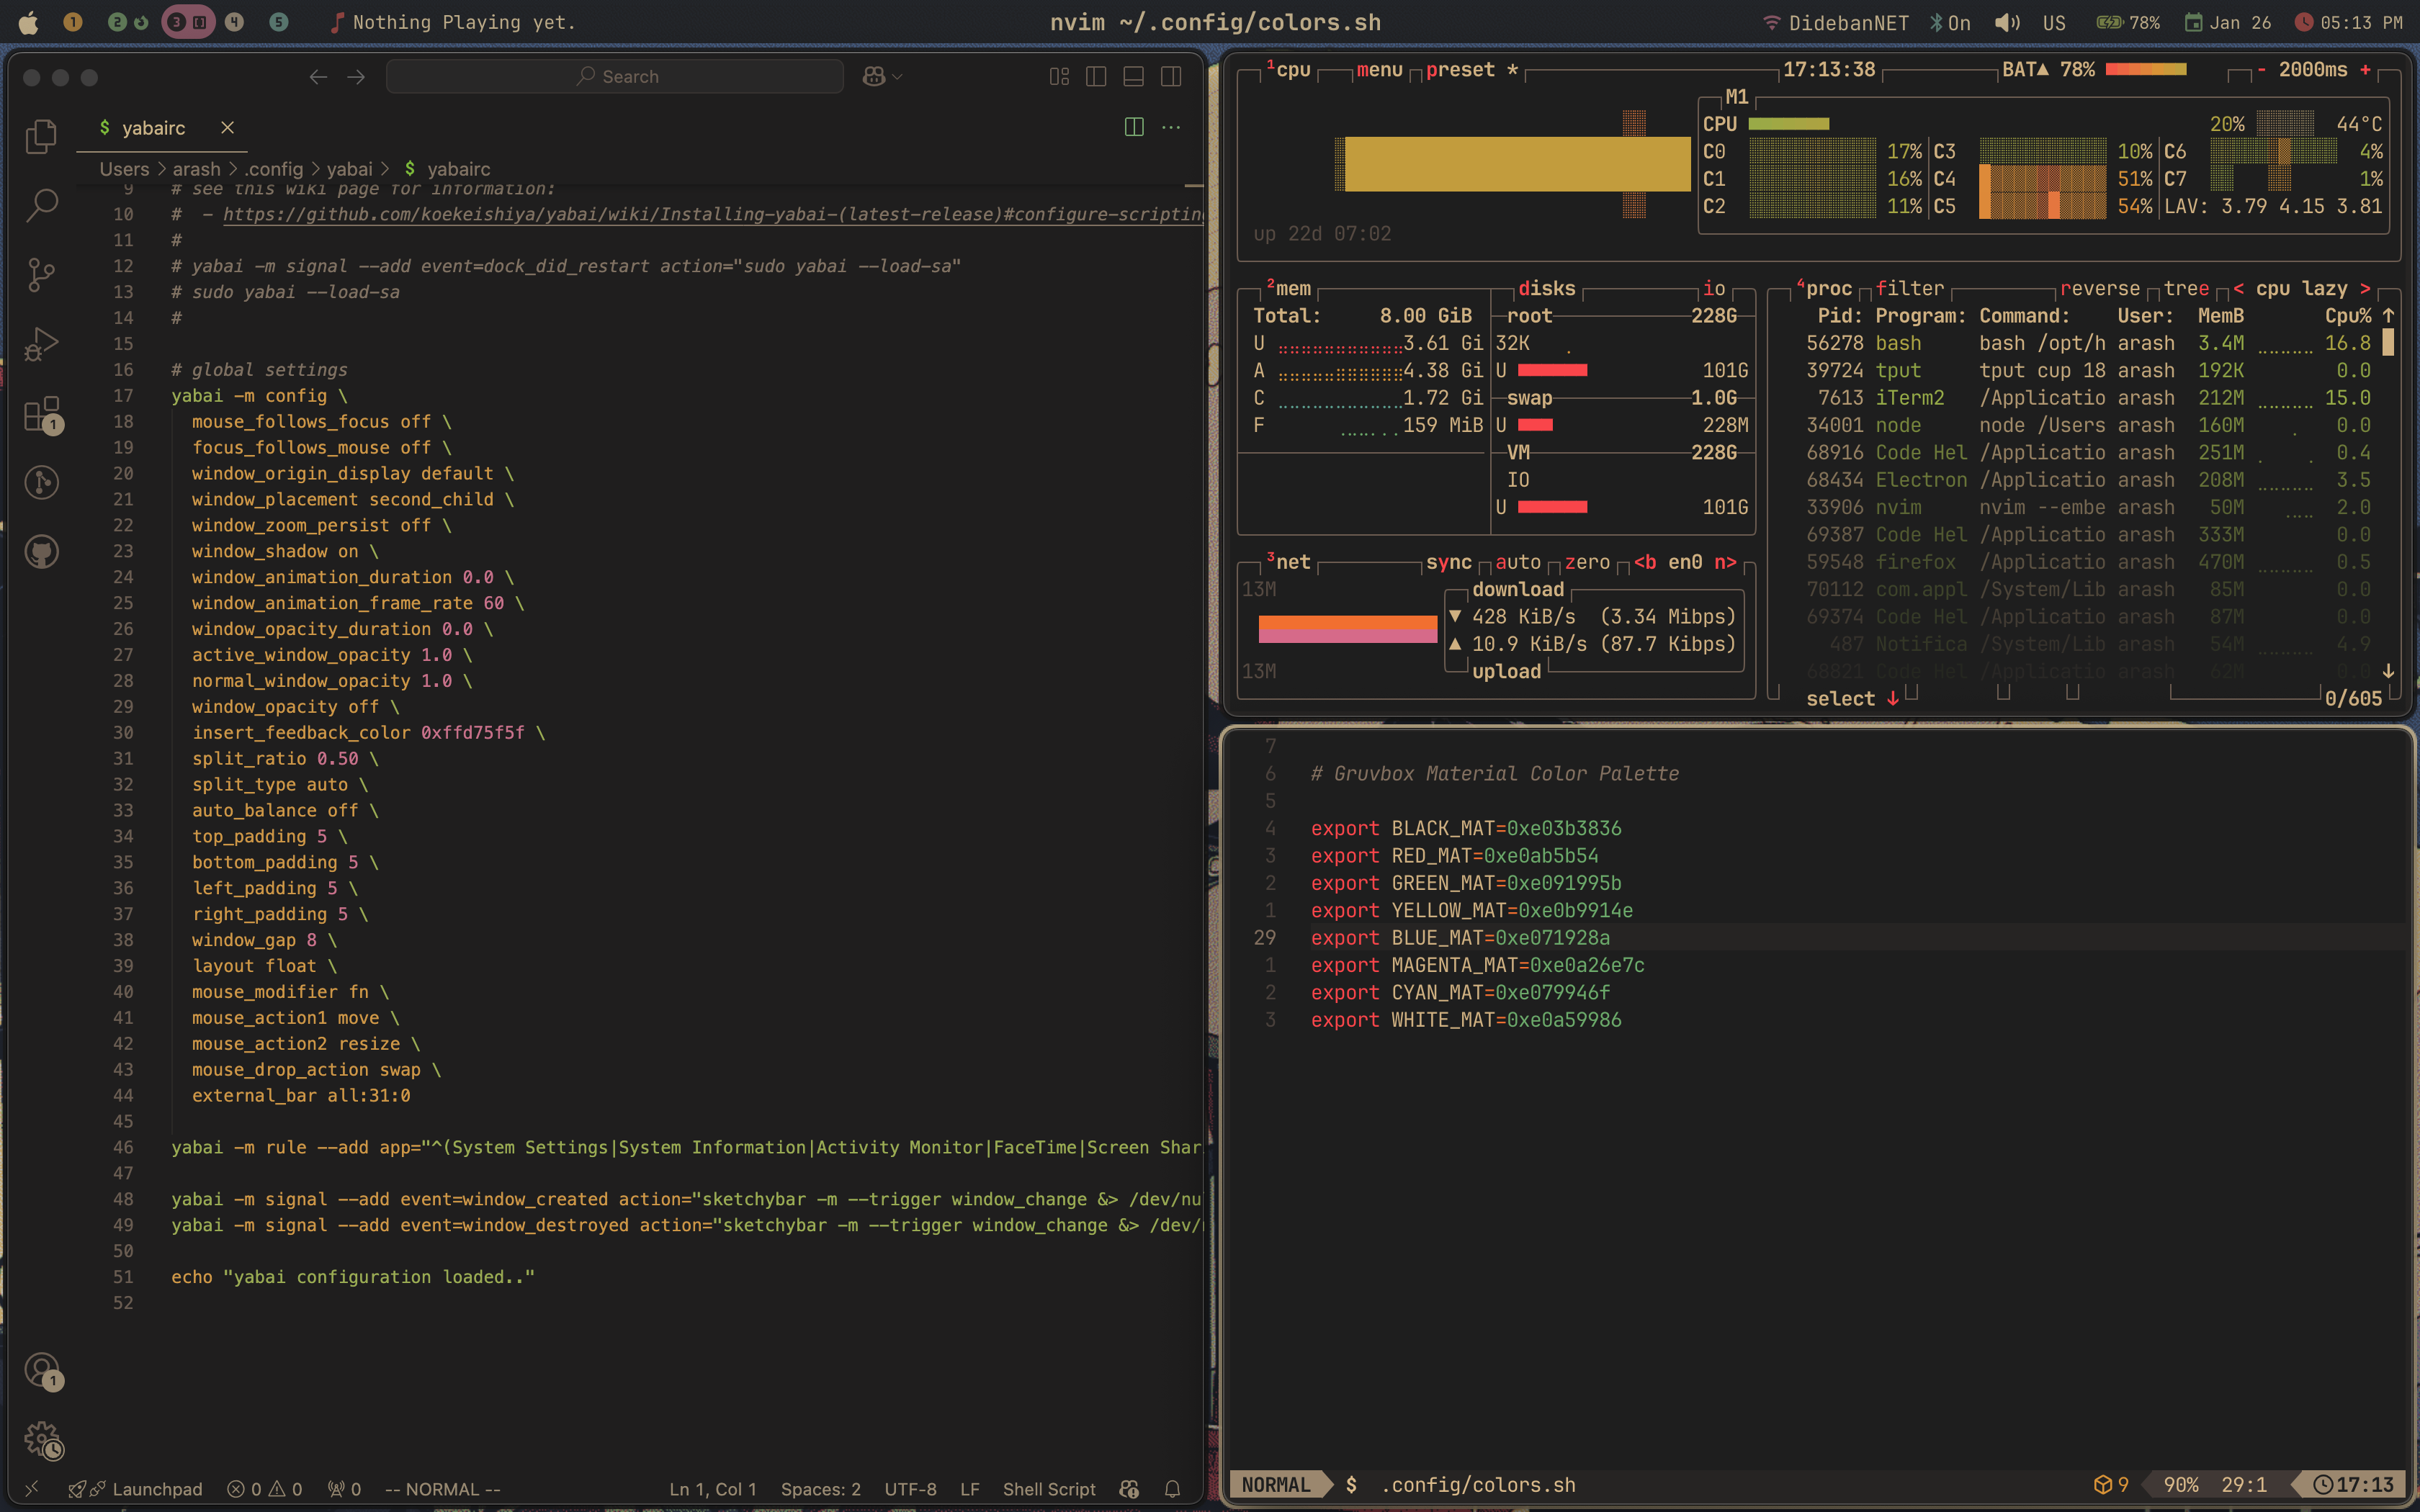 1 2 3 4 5 Nothing Playing yet. nvim ~/.config/colors.sh DidebanNET On US 78% Jan 26 05:13 PM
Search
$ yabairc
Users > arash > .config > yabai > $ yabairc
9 # see this wiki page for information:
10 #  - https://github.com/koekeishiya/yabai/wiki/Installing-yabai-(latest-release)#configure-scripting
11 #
12 # yabai -m signal --add event=dock_did_restart action="sudo yabai --load-sa"
13 # sudo yabai --load-sa
14 #
15
16 # global settings
17 yabai -m config \
18 mouse_follows_focus off \
19 focus_follows_mouse off \
20 window_origin_display default \
21 window_placement second_child \
22 window_zoom_persist off \
23 window_shadow on \
24 window_animation_duration 0.0 \
25 window_animation_frame_rate 60 \
26 window_opacity_duration 0.0 \
27 active_window_opacity 1.0 \
28 normal_window_opacity 1.0 \
29 window_opacity off \
30 insert_feedback_color 0xffd75f5f \
31 split_ratio 0.50 \
32 split_type auto \
33 auto_balance off \
34 top_padding 5 \
35 bottom_padding 5 \
36 left_padding 5 \
37 right_padding 5 \
38 window_gap 8 \
39 layout float \
40 mouse_modifier fn \
41 mouse_action1 move \
42 mouse_action2 resize \
43 mouse_drop_action swap \
44 external_bar all:31:0
45
46 yabai -m rule --add app="^(System Settings|System Information|Activity Monitor|FaceTime|Screen Shar
47
48 yabai -m signal --add event=window_created action="sketchybar -m --trigger window_change &> /dev/nu
49 yabai -m signal --add event=window_destroyed action="sketchybar -m --trigger window_change &> /dev/
50
51 echo "yabai configuration loaded.."
52
1
1
Launchpad 0 0 0 -- NORMAL -- Ln 1, Col 1 Spaces: 2 UTF-8 LF Shell Script
1cpu menu preset * 17:13:38 BAT▲ 78% - 2000ms +
M1
CPU 20% 44°C
C0 17% C3 10% C6 4%
C1 16% C4 51% C7 1%
C2 11% C5 54% LAV: 3.79 4.15 3.81
up 22d 07:02
2mem disks io
Total: 8.00 GiB root 228G
U 3.61 Gi 32K
A 4.38 Gi U 101G
C 1.72 Gi swap 1.0G
F 159 MiB U 228M
VM 228G
IO
U 101G
3net sync auto zero <b en0 n>
13M download
▼ 428 KiB/s (3.34 Mibps)
▲ 10.9 KiB/s (87.7 Kibps)
13M upload
4proc filter reverse tree < cpu lazy >
Pid: Program: Command: User: MemB Cpu% ↑
56278 bash bash /opt/h arash 3.4M 16.8
39724 tput tput cup 18 arash 192K 0.0
7613 iTerm2 /Applicatio arash 212M 15.0
34001 node node /Users arash 160M 0.0
68916 Code Hel /Applicatio arash 251M 0.4
68434 Electron /Applicatio arash 208M 3.5
33906 nvim nvim --embe arash 50M 2.0
69387 Code Hel /Applicatio arash 333M 0.0
59548 firefox /Applicatio arash 470M 0.5
70112 com.appl /System/Lib arash 85M 0.0
69374 Code Hel /Applicatio arash 87M 0.0
487 Notifica /System/Lib arash 54M 4.9
68821 Code Hel /Applicatio arash 62M 0.0 ↓
select ↓ 0/605
7
6 # Gruvbox Material Color Palette
5
4 export BLACK_MAT=0xe03b3836
3 export RED_MAT=0xe0ab5b54
2 export GREEN_MAT=0xe091995b
1 export YELLOW_MAT=0xe0b9914e
29 export BLUE_MAT=0xe071928a
1 export MAGENTA_MAT=0xe0a26e7c
2 export CYAN_MAT=0xe079946f
3 export WHITE_MAT=0xe0a59986
NORMAL $ .config/colors.sh 9 90% 29:1 17:13